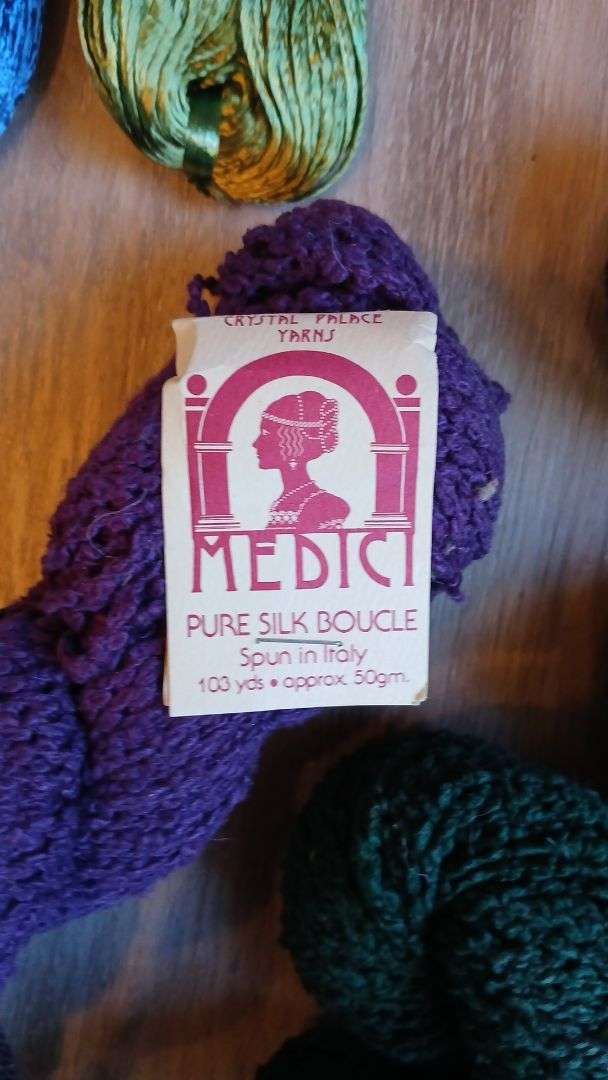 CRYSTAL PALACE
YARNS
MEDICI
PURE SILK BOUCLE
Spun in Italy
103 yds • approx. 50gm.